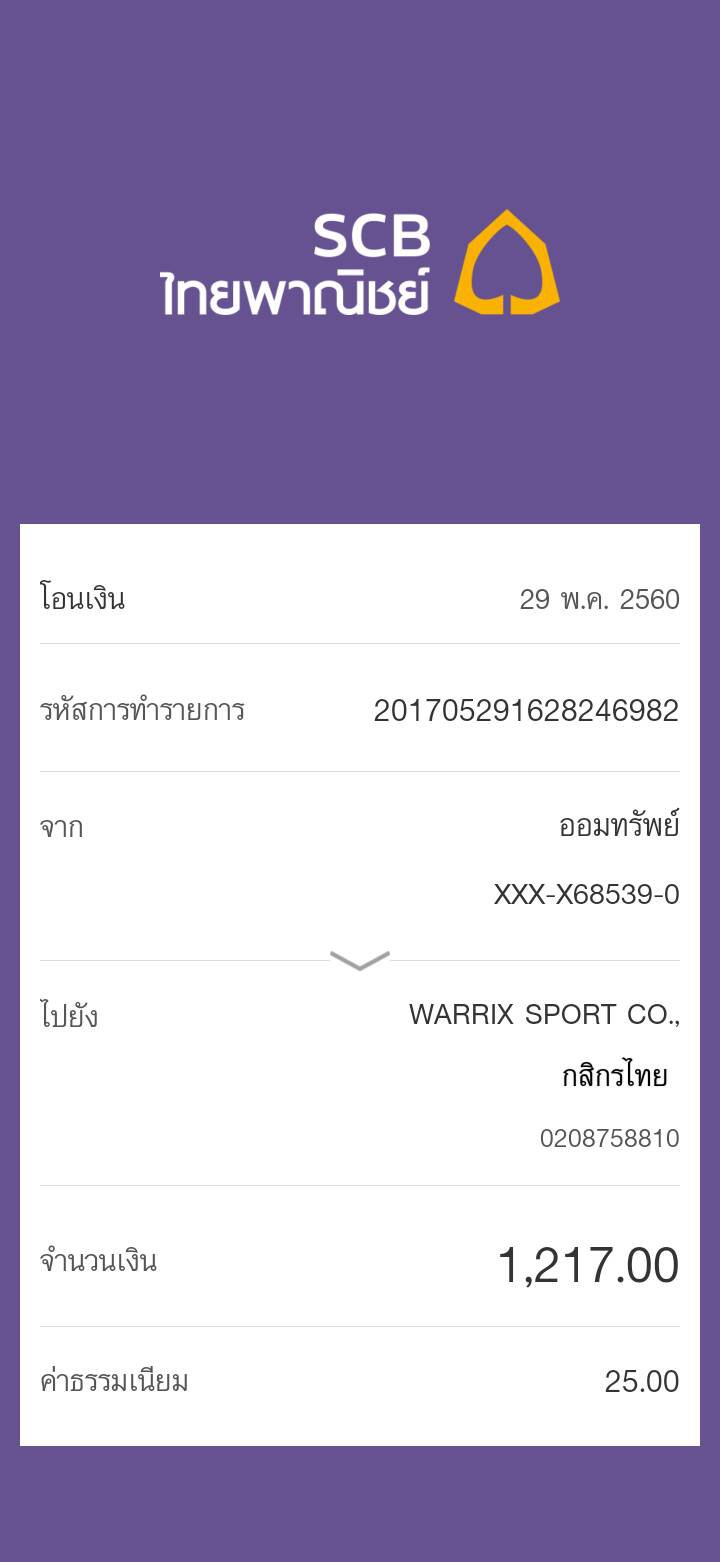 SCB
ไทยพาณิชย์
โอนเงิน 29 พ.ค. 2560
รหัสการทำรายการ 201705291628246982
จาก ออมทรัพย์
XXX-X68539-0
ไปยัง WARRIX SPORT CO.,
กสิกรไทย
0208758810
จำนวนเงิน 1,217.00
ค่าธรรมเนียม 25.00